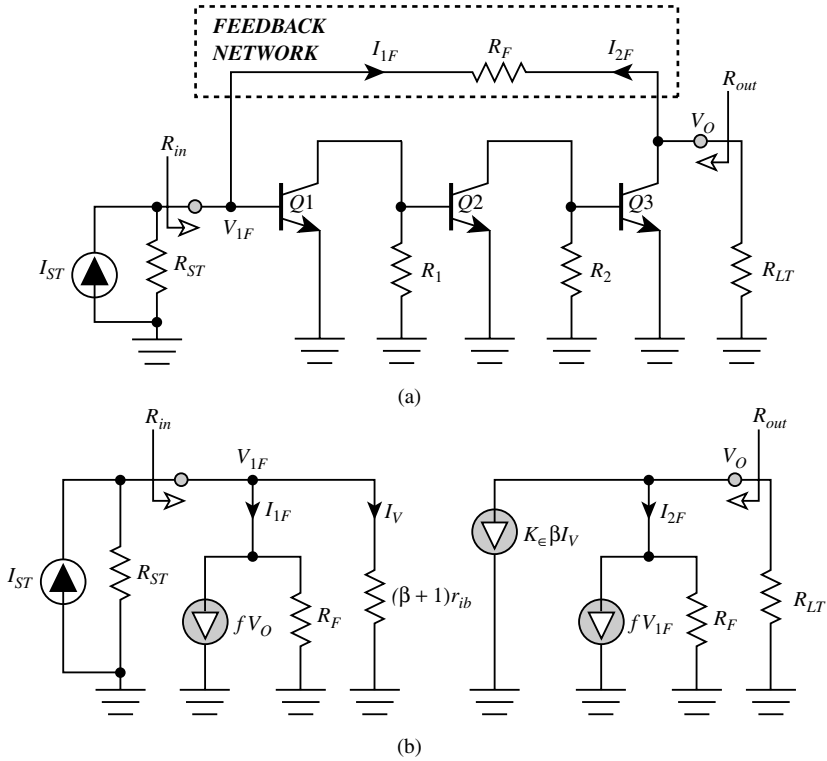 FEEDBACK
NETWORK
I1F
RF
I2F
Rout
VO
Rin
Q1
Q2
Q3
V1F
IST
RST
R1
R2
RLT
(a)
Rin
Rout
V1F
VO
I1F
IV
K∈βIV
I2F
IST
RST
fVO
RF
(β + 1)rib
fV1F
RF
RLT
(b)